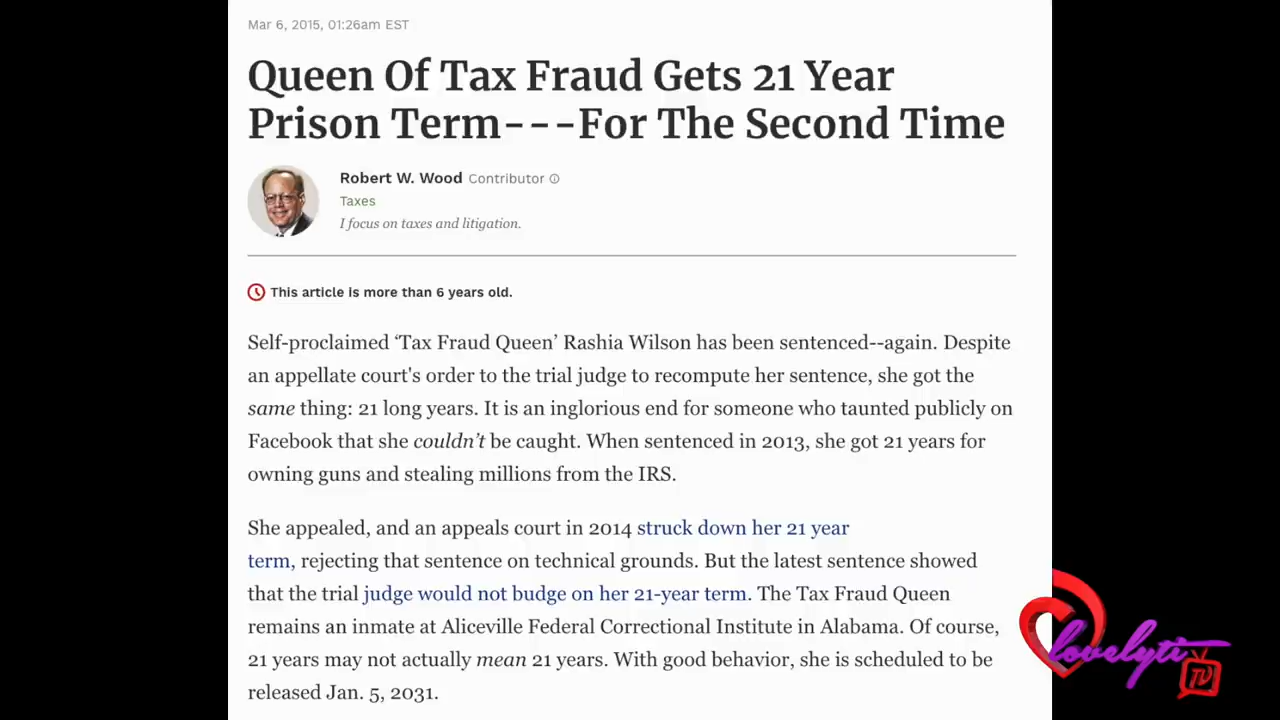 Mar 6, 2015, 01:26am EST
Queen Of Tax Fraud Gets 21 Year
Prison Term---For The Second Time
Robert W. Wood Contributor
Taxes
I focus on taxes and litigation.
This article is more than 6 years old.
Self-proclaimed ‘Tax Fraud Queen’ Rashia Wilson has been sentenced--again. Despite
an appellate court's order to the trial judge to recompute her sentence, she got the
same thing: 21 long years. It is an inglorious end for someone who taunted publicly on
Facebook that she couldn’t be caught. When sentenced in 2013, she got 21 years for
owning guns and stealing millions from the IRS.
She appealed, and an appeals court in 2014 struck down her 21 year
term, rejecting that sentence on technical grounds. But the latest sentence showed
that the trial judge would not budge on her 21-year term. The Tax Fraud Queen
remains an inmate at Aliceville Federal Correctional Institute in Alabama. Of course,
21 years may not actually mean 21 years. With good behavior, she is scheduled to be
released Jan. 5, 2031.
lovelyti
TV